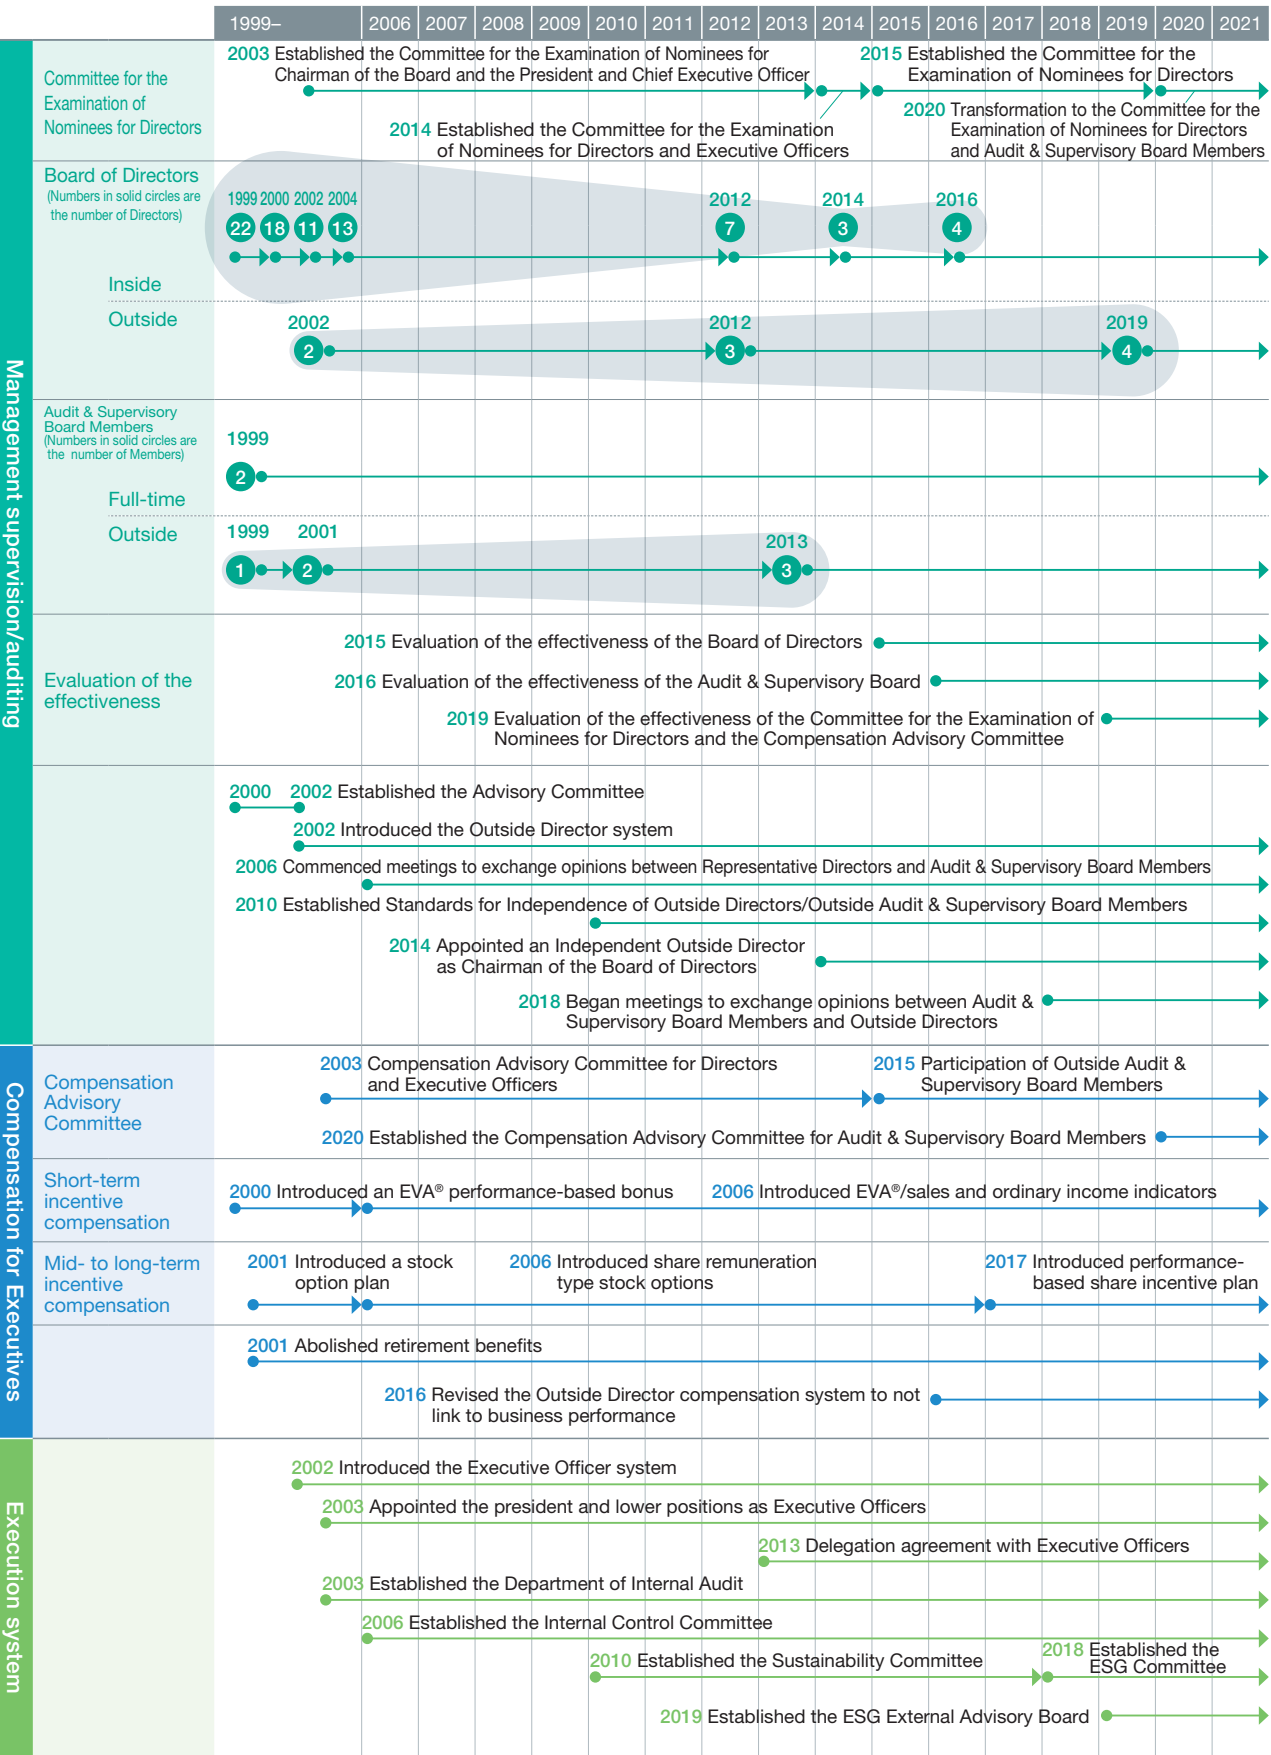 1999–
2006 2007 2008 2009 2010 2011 2012 2013 2014 2015 2016 2017 2018 2019 2020 2021
Management supervision/auditing
Committee for the
Examination of
Nominees for Directors
2003 Established the Committee for the Examination of Nominees for
Chairman of the Board and the President and Chief Executive Officer
2014 Established the Committee for the Examination
of Nominees for Directors and Executive Officers
2015 Established the Committee for the
Examination of Nominees for Directors
2020 Transformation to the Committee for the
Examination of Nominees for Directors
and Audit & Supervisory Board Members
Board of Directors
(Numbers in solid circles are
the number of Directors)
1999 2000 2002 2004 2012 2014 2016
22 18 11 13 7 3 4
Inside
Outside
2002 2012 2019
2 3 4
Audit & Supervisory
Board Members
(Numbers in solid circles are
the number of Members)
1999
2
Full-time
Outside
1999 2001 2013
1 2 3
Evaluation of the
effectiveness
2015 Evaluation of the effectiveness of the Board of Directors
2016 Evaluation of the effectiveness of the Audit & Supervisory Board
2019 Evaluation of the effectiveness of the Committee for the Examination of
Nominees for Directors and the Compensation Advisory Committee
2000 2002 Established the Advisory Committee
2002 Introduced the Outside Director system
2006 Commenced meetings to exchange opinions between Representative Directors and Audit & Supervisory Board Members
2010 Established Standards for Independence of Outside Directors/Outside Audit & Supervisory Board Members
2014 Appointed an Independent Outside Director
as Chairman of the Board of Directors
2018 Began meetings to exchange opinions between Audit &
Supervisory Board Members and Outside Directors
Compensation for Executives
Compensation
Advisory
Committee
2003 Compensation Advisory Committee for Directors
and Executive Officers
2015 Participation of Outside Audit &
Supervisory Board Members
2020 Established the Compensation Advisory Committee for Audit & Supervisory Board Members
Short-term
incentive
compensation
2000 Introduced an EVA® performance-based bonus
2006 Introduced EVA®/sales and ordinary income indicators
Mid- to long-term
incentive
compensation
2001 Introduced a stock
option plan
2006 Introduced share remuneration
type stock options
2017 Introduced performance-
based share incentive plan
2001 Abolished retirement benefits
2016 Revised the Outside Director compensation system to not
link to business performance
Execution system
2002 Introduced the Executive Officer system
2003 Appointed the president and lower positions as Executive Officers
2013 Delegation agreement with Executive Officers
2003 Established the Department of Internal Audit
2006 Established the Internal Control Committee
2010 Established the Sustainability Committee
2018 Established the
ESG Committee
2019 Established the ESG External Advisory Board